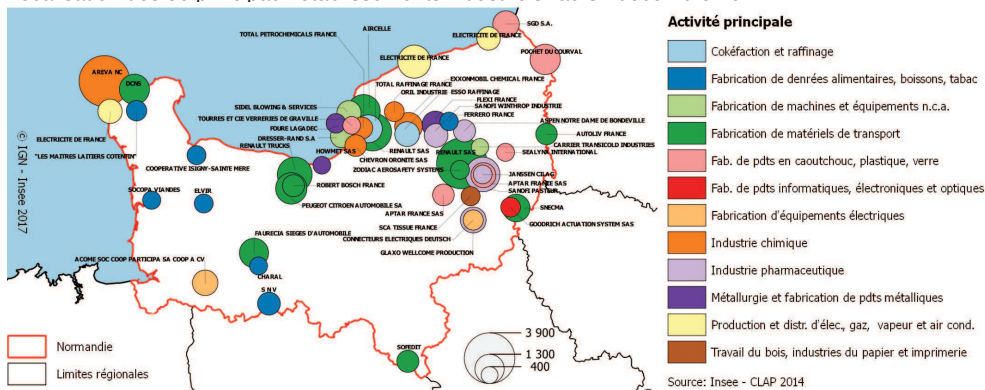 SGD S.A.
AIRCELLE
TOTAL PETROCHEMICALS FRANCE
ELECTRICITE DE FRANCE
POCHET DU COURVAL
ELECTRICITE DE FRANCE
AREVA NC
DCNS
EXXONMOBIL CHEMICAL FRANCE
TOTAL RAFFINAGE FRANCE
ORIL INDUSTRIE
ESSO RAFFINAGE
FLEXI FRANCE
SANOFI WINTHROP INDUSTRIE
SIDEL BLOWING & SERVICES
FERRERO FRANCE
TOURRES ET CIE VERRERIES DE GRAVILLE
ASPEN NOTRE DAME DE BONDEVILLE
FOURE LAGADEC
AUTOLIV FRANCE
DRESSER-RAND S.A
ELECTRICITE DE FRANCE
CARRIER TRANSICOLD INDUSTRIES
RENAULT TRUCKS
HOWMET SAS
RENAULT SAS
RENAULT SAS
SEALYNX INTERNATIONAL
"LES MAITRES LAITIERS COTENTIN"
CHEVRON ORONITE SAS
COOPERATIVE ISIGNY-SAINTE MERE
ZODIAC AEROSAFETY SYSTEMS
JANSSEN CILAG
ROBERT BOSCH FRANCE
APTAR FRANCE SAS
SOCOPA VIANDES
ELVIR
SANOFI PASTEUR
PEUGEOT CITROEN AUTOMOBILE SA
SNECMA
APTAR FRANCE SAS
GOODRICH ACTUATION SYSTEM SAS
SCA TISSUE FRANCE
FAURECIA SIEGES D'AUTOMOBILE
CONNECTEURS ELECTRIQUES DEUTSCH
GLAXO WELLCOME PRODUCTION
ACOME SOC COOP PARTICIPA SA COOP A CV
CHARAL
S N V
SOFEDIT
© IGN - Insee 2017
Normandie
Limites régionales
3 900
1 300
400
Activité principale
Cokéfaction et raffinage
Fabrication de denrées alimentaires, boissons, tabac
Fabrication de machines et équipements n.c.a.
Fabrication de matériels de transport
Fab. de pdts en caoutchouc, plastique, verre
Fab. de pdts informatiques, électroniques et optiques
Fabrication d'équipements électriques
Industrie chimique
Industrie pharmaceutique
Métallurgie et fabrication de pdts métalliques
Production et distr. d'élec., gaz, vapeur et air cond.
Travail du bois, industries du papier et imprimerie
Source: Insee - CLAP 2014